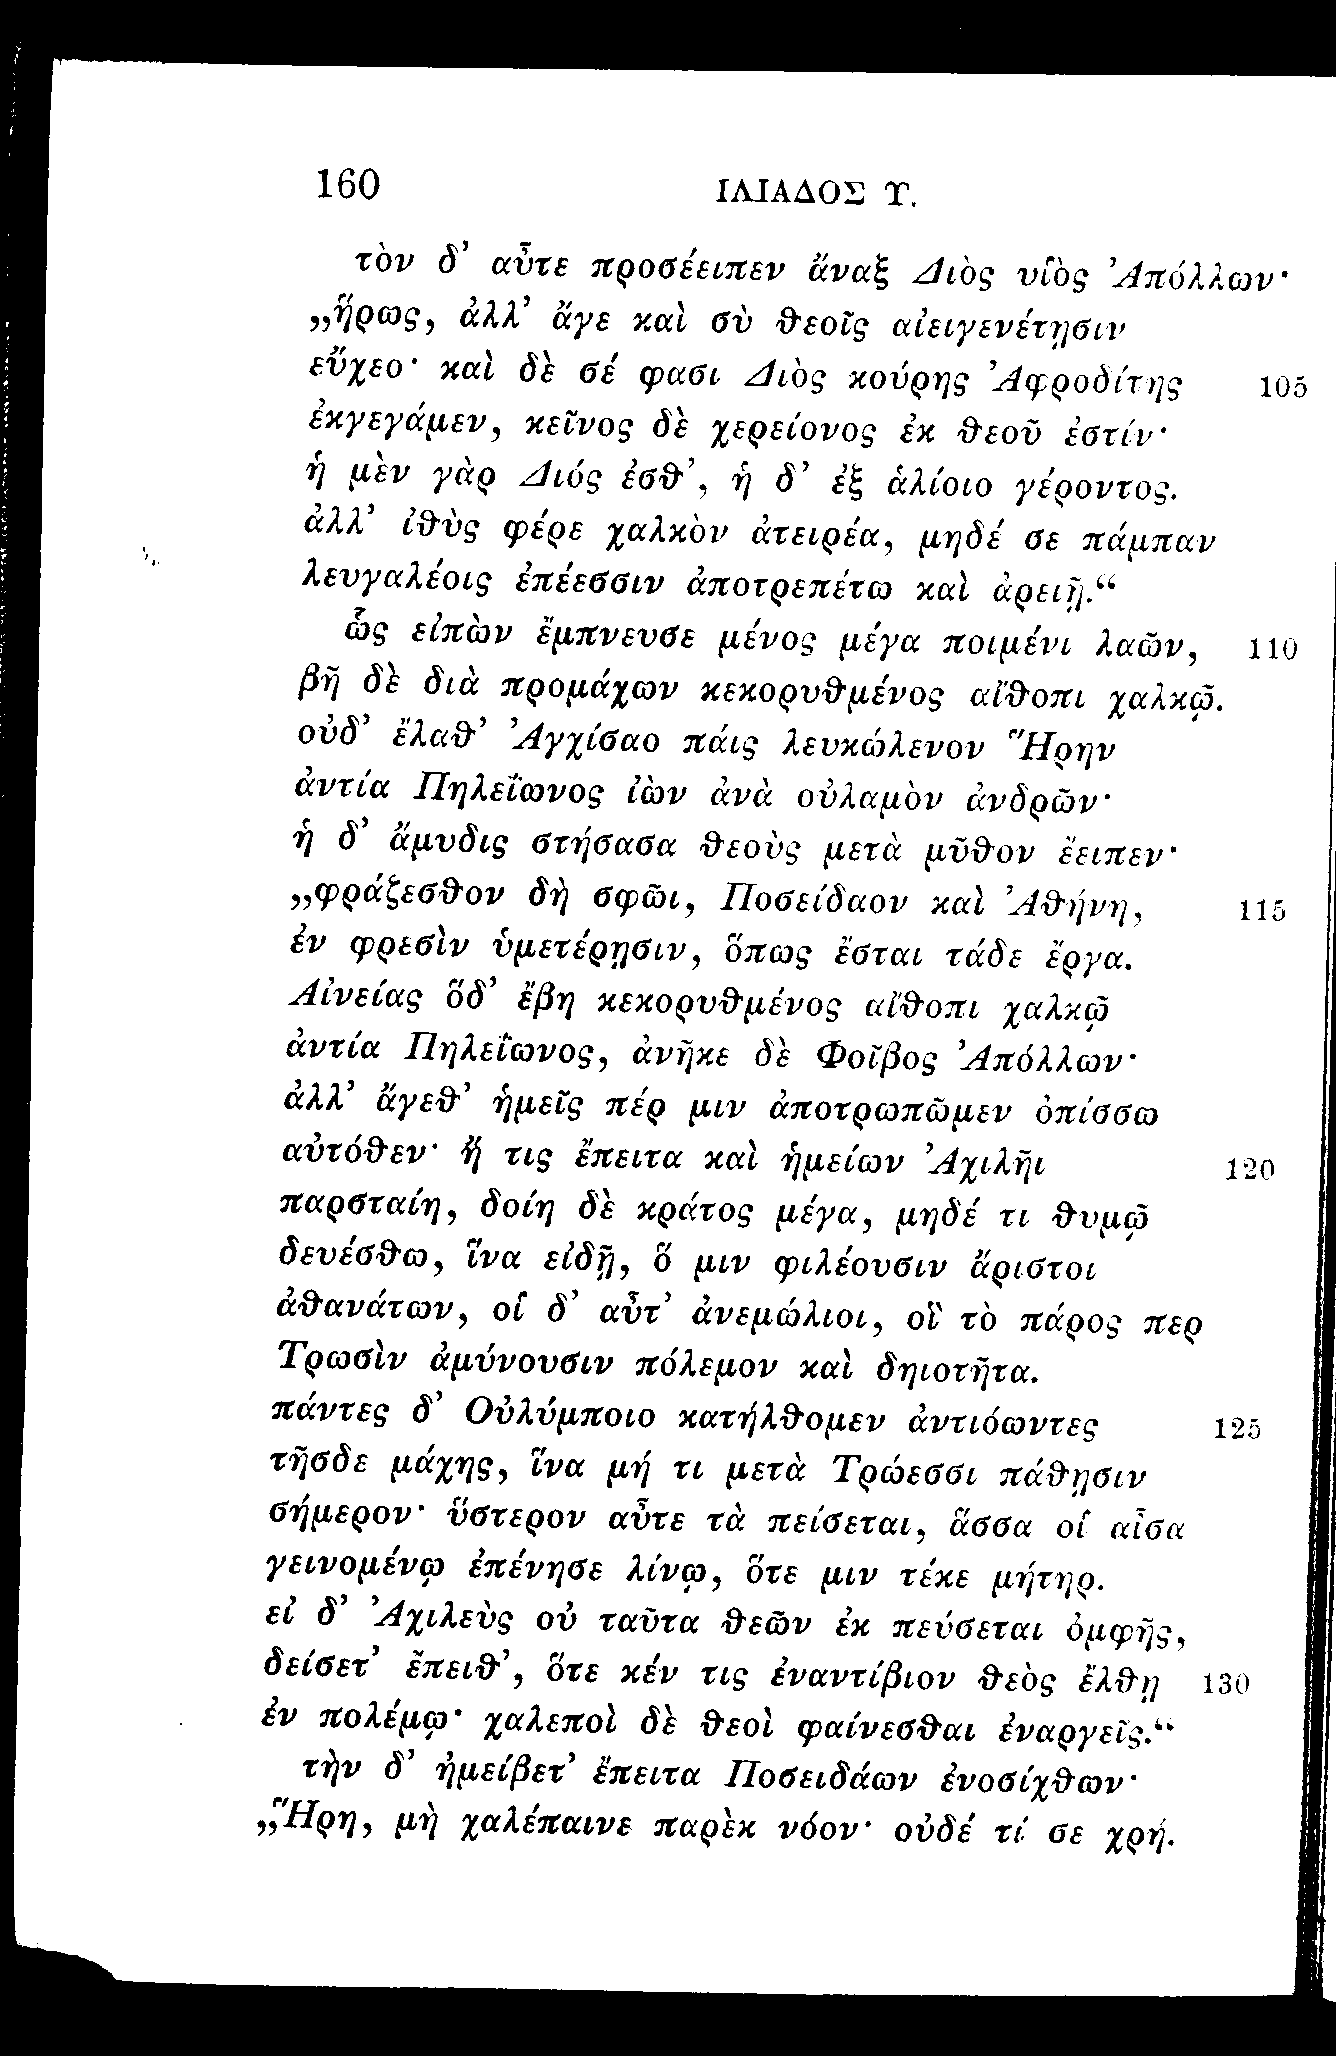 160 ΙΛΙΑΔΟΣ Υ.
τὸν δ’ αὖτε προσέειπεν ἄναξ Διὸς υἱὸς Ἀπόλλων·
„ἥρως, ἀλλ’ ἄγε καὶ σὺ θεοῖς αἰειγενέτῃσιν
εὔχεο· καὶ δὲ σέ φασι Διὸς κούρης Ἀφροδίτης 105
ἐκγεγάμεν, κεῖνος δὲ χερείονος ἐκ θεοῦ ἐστίν·
ἡ μὲν γὰρ Διός ἐσθ’, ἡ δ’ ἐξ ἁλίοιο γέροντος.
ἀλλ’ ἰθὺς φέρε χαλκὸν ἀτειρέα, μηδέ σε πάμπαν
λευγαλέοις ἐπέεσσιν ἀποτρεπέτω καὶ ἀρειῇ.“
ὣς εἰπὼν ἔμπνευσε μένος μέγα ποιμένι λαῶν, 110
βῆ δὲ διὰ προμάχων κεκορυθμένος αἴθοπι χαλκῷ.
οὐδ’ ἔλαθ’ Ἀγχίσαο πάις λευκώλενον Ἥρην
ἀντία Πηλεΐωνος ἰὼν ἀνὰ οὐλαμὸν ἀνδρῶν·
ἡ δ’ ἄμυδις στήσασα θεοὺς μετὰ μῦθον ἔειπεν·
„φράζεσθον δὴ σφῶι, Ποσείδαον καὶ Ἀθήνη, 115
ἐν φρεσὶν ὑμετέρῃσιν, ὅπως ἔσται τάδε ἔργα.
Αἰνείας ὅδ’ ἔβη κεκορυθμένος αἴθοπι χαλκῷ
ἀντία Πηλεΐωνος, ἀνῆκε δὲ Φοῖβος Ἀπόλλων·
ἀλλ’ ἄγεθ’ ἡμεῖς πέρ μιν ἀποτρωπῶμεν ὀπίσσω
αὐτόθεν· ἤ τις ἔπειτα καὶ ἡμείων Ἀχιλῆι 120
παρσταίη, δοίη δὲ κράτος μέγα, μηδέ τι θυμῷ
δευέσθω, ἵνα εἰδῇ, ὅ μιν φιλέουσιν ἄριστοι
ἀθανάτων, οἱ δ’ αὖτ’ ἀνεμώλιοι, οἳ τὸ πάρος περ
Τρωσὶν ἀμύνουσιν πόλεμον καὶ δηιοτῆτα.
πάντες δ’ Οὐλύμποιο κατήλθομεν ἀντιόωντες 125
τῆσδε μάχης, ἵνα μή τι μετὰ Τρώεσσι πάθῃσιν
σήμερον· ὕστερον αὖτε τὰ πείσεται, ἅσσα οἱ αἶσα
γεινομένῳ ἐπένησε λίνῳ, ὅτε μιν τέκε μήτηρ.
εἰ δ’ Ἀχιλεὺς οὐ ταῦτα θεῶν ἐκ πεύσεται ὀμφῆς,
δείσετ’ ἔπειθ’, ὅτε κέν τις ἐναντίβιον θεὸς ἔλθῃ 130
ἐν πολέμῳ· χαλεποὶ δὲ θεοὶ φαίνεσθαι ἐναργεῖς.“
τὴν δ’ ἠμείβετ’ ἔπειτα Ποσειδάων ἐνοσίχθων·
„Ἥρη, μὴ χαλέπαινε παρὲκ νόον· οὐδέ τί σε χρή.